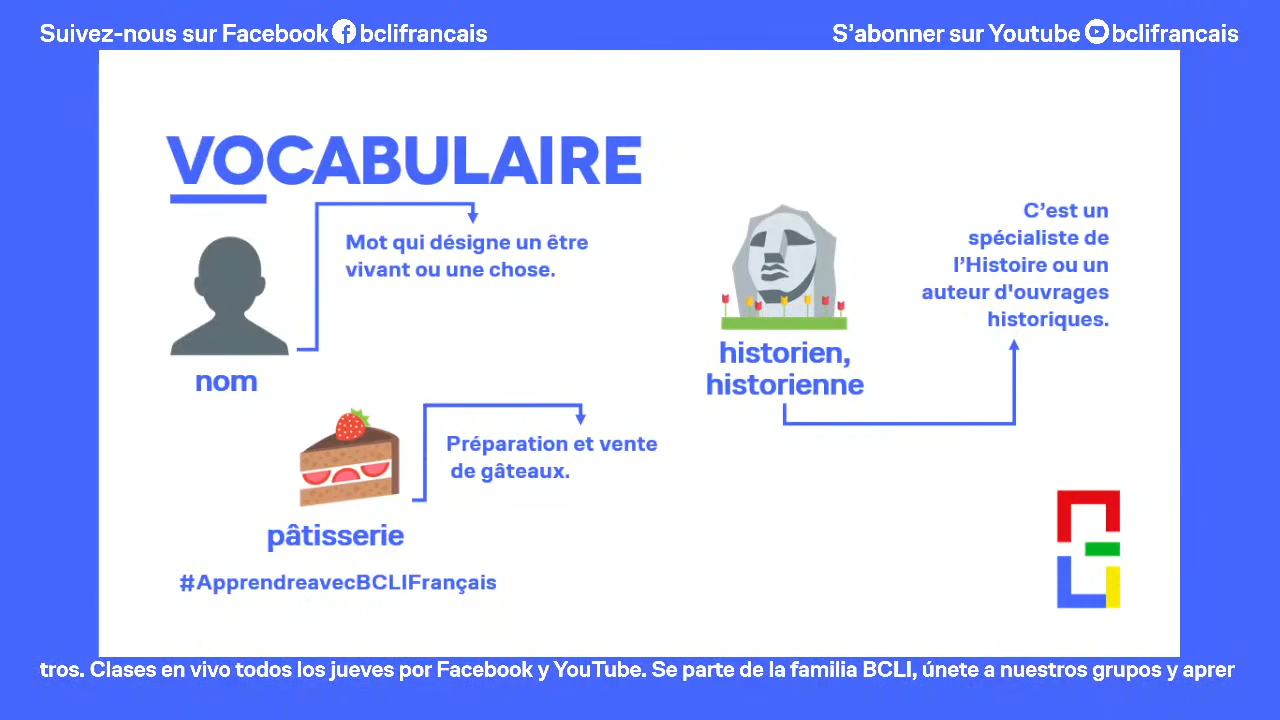 Suivez-nous sur Facebook bclifrancais
S'abonner sur Youtube bclifrancais
VOCABULAIRE
Mot qui désigne un être
vivant ou une chose.
nom
Préparation et vente
de gâteaux.
pâtisserie
#ApprendreavecBCLIFrançais
C'est un
spécialiste de
l'Histoire ou un
auteur d'ouvrages
historiques.
historien,
historienne
tros. Clases en vivo todos los jueves por Facebook y YouTube. Se parte de la familia BCLI, únete a nuestros grupos y aprer